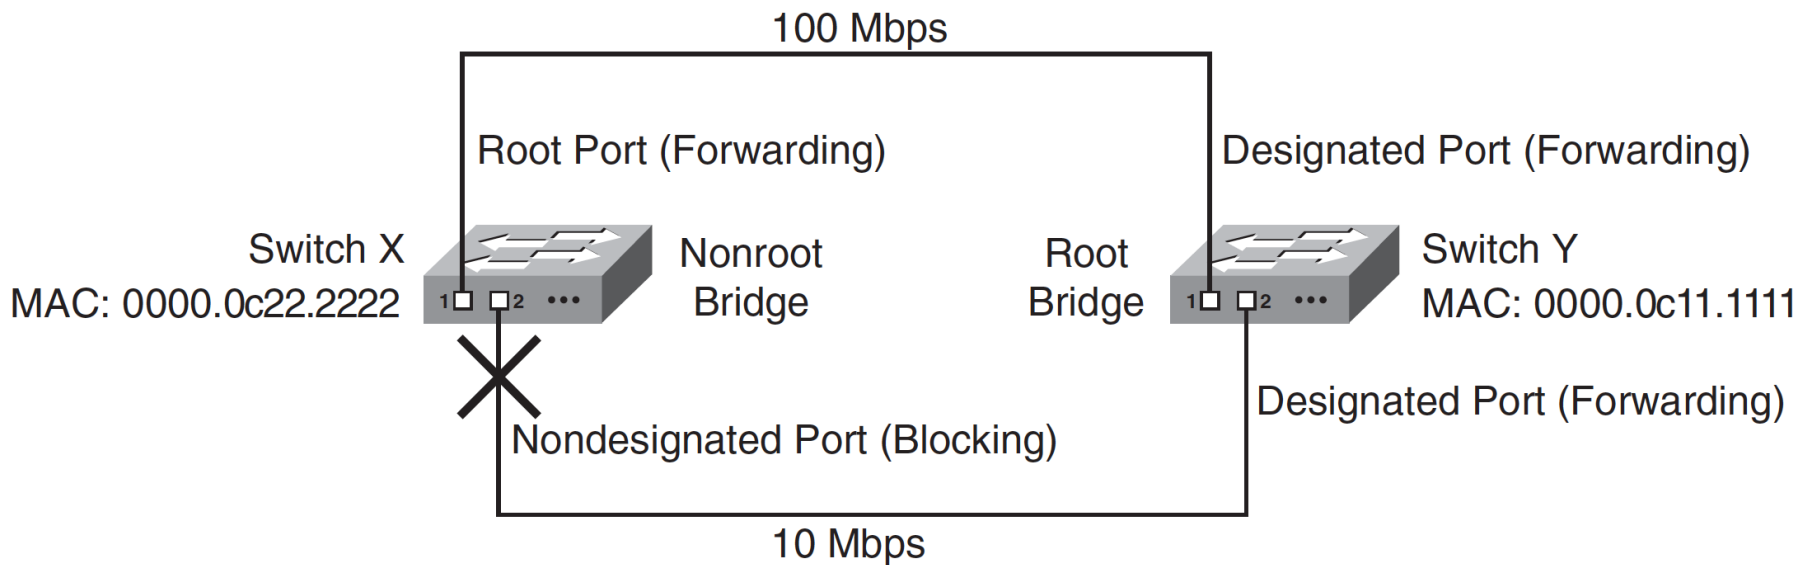 100 Mbps
Root Port (Forwarding)
Designated Port (Forwarding)
Switch X
MAC: 0000.0c22.2222
1 2 •••
Nonroot
Bridge
Root
Bridge
1 2 •••
Switch Y
MAC: 0000.0c11.1111
Designated Port (Forwarding)
Nondesignated Port (Blocking)
10 Mbps